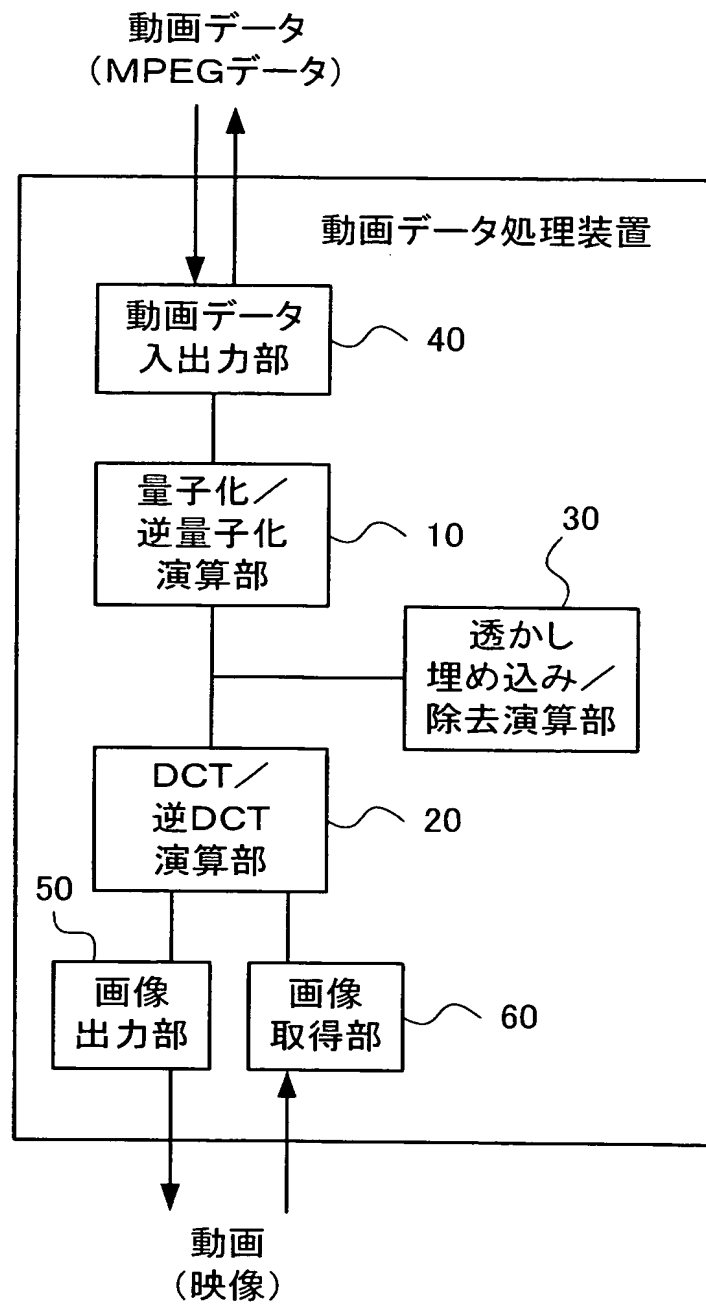 動画データ
(MPEGデータ)
動画データ処理装置
動画データ
入出力部
40
量子化／
逆量子化
演算部
10
30
透かし
埋め込み／
除去演算部
DCT／
逆DCT
演算部
20
50
画像
出力部
画像
取得部
60
動画
(映像)